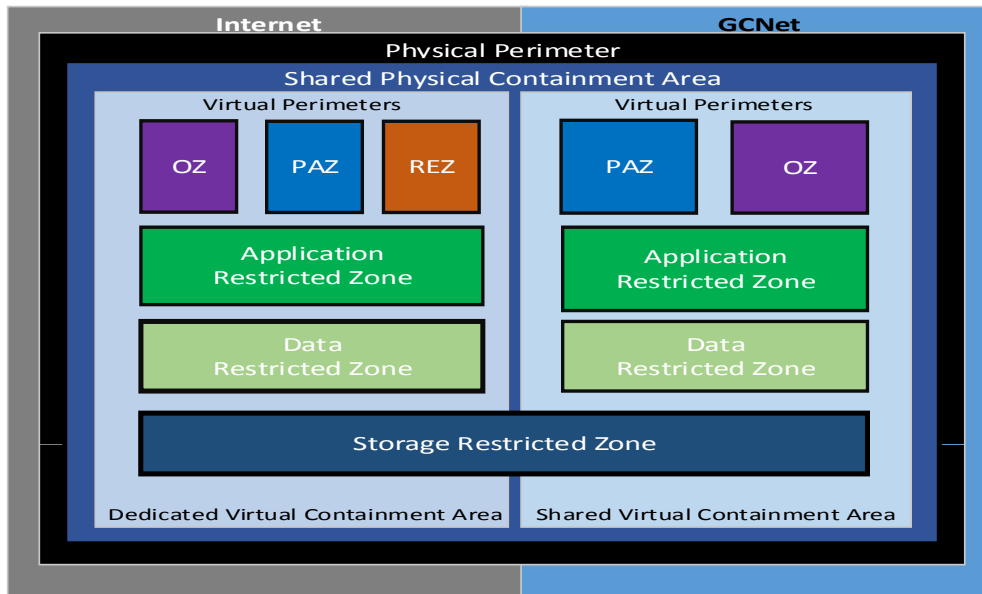 Internet
GCNet
Physical Perimeter
Shared Physical Containment Area
Virtual Perimeters
OZ
PAZ
REZ
Application
Restricted Zone
Data
Restricted Zone
Virtual Perimeters
PAZ
OZ
Application
Restricted Zone
Data
Restricted Zone
Storage Restricted Zone
Dedicated Virtual Containment Area
Shared Virtual Containment Area